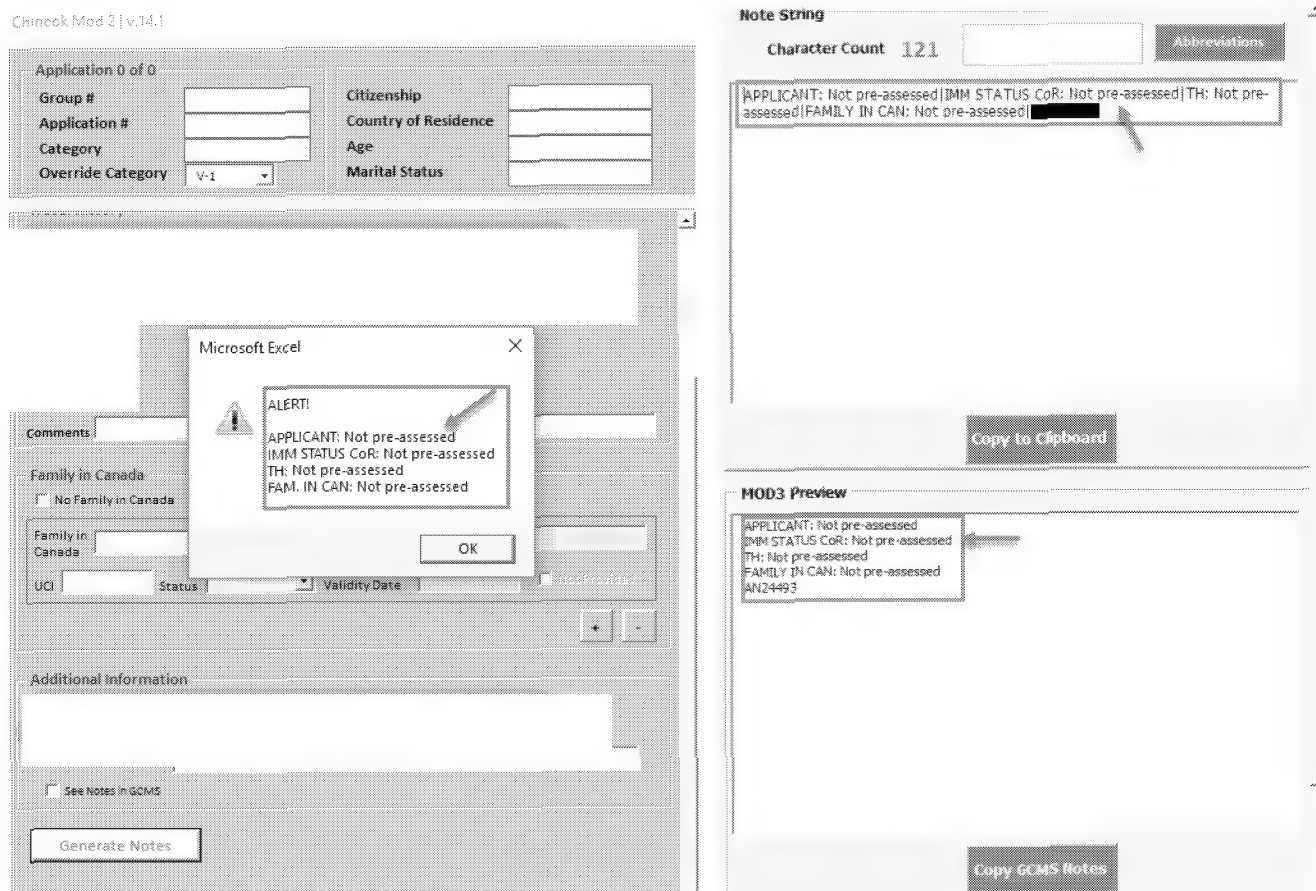 Chinook Mod 2 | v.14.1
Application 0 of 0
Group #
Application #
Category
Override Category V-1
Citizenship
Country of Residence
Age
Marital Status
Comments
Family in Canada
No Family in Canada
Family in
Canada
UCI Status Validity Date Not Provided
+ -
Additional Information
See Notes in GCMS
Generate Notes
Microsoft Excel
ALERT!
APPLICANT: Not pre-assessed
IMM STATUS CoR: Not pre-assessed
TH: Not pre-assessed
FAM. IN CAN: Not pre-assessed
OK
Note String
Character Count 121 Abbreviations
APPLICANT: Not pre-assessed|IMM STATUS CoR: Not pre-assessed|TH: Not pre-
assessed|FAMILY IN CAN: Not pre-assessed|
Copy to Clipboard
MOD3 Preview
APPLICANT: Not pre-assessed
IMM STATUS CoR: Not pre-assessed
TH: Not pre-assessed
FAMILY IN CAN: Not pre-assessed
AN24493
Copy GCMS Notes